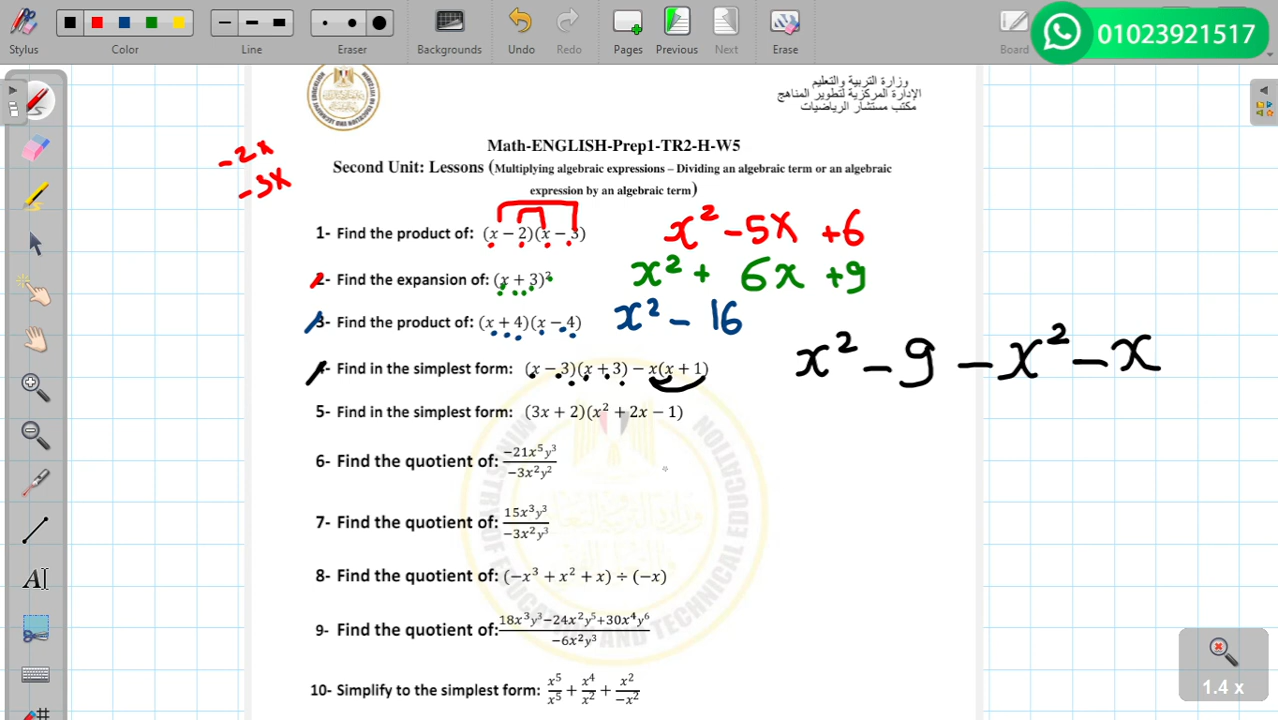 Stylus Color Line Eraser Backgrounds Undo Redo Pages Previous Next Erase Board 01023921517
وزارة التربية والتعليم
الإدارة المركزية لتطوير المناهج
مكتب مستشار الرياضيات
Math-ENGLISH-Prep1-TR2-H-W5
Second Unit: Lessons (Multiplying algebraic expressions – Dividing an algebraic term or an algebraic
expression by an algebraic term)
-2x
-3x
1- Find the product of: (x − 2)(x − 3) x² -5x +6
2- Find the expansion of: (x + 3)² x² + 6x +9
3- Find the product of: (x + 4)(x − 4) x² - 16
4- Find in the simplest form: (x − 3)(x + 3) − x(x + 1) x² - 9 - x² - x
5- Find in the simplest form: (3x + 2)(x² + 2x − 1)
6- Find the quotient of: −21x⁵y³ / −3x²y²
7- Find the quotient of: 15x³y³ / −3x²y³
8- Find the quotient of: (−x³ + x² + x) ÷ (−x)
9- Find the quotient of: 18x³y³−24x²y⁵+30x⁴y⁶ / −6x²y³
10- Simplify to the simplest form: x⁵/x⁵ + x⁴/x² + x²/−x²
1.4 x